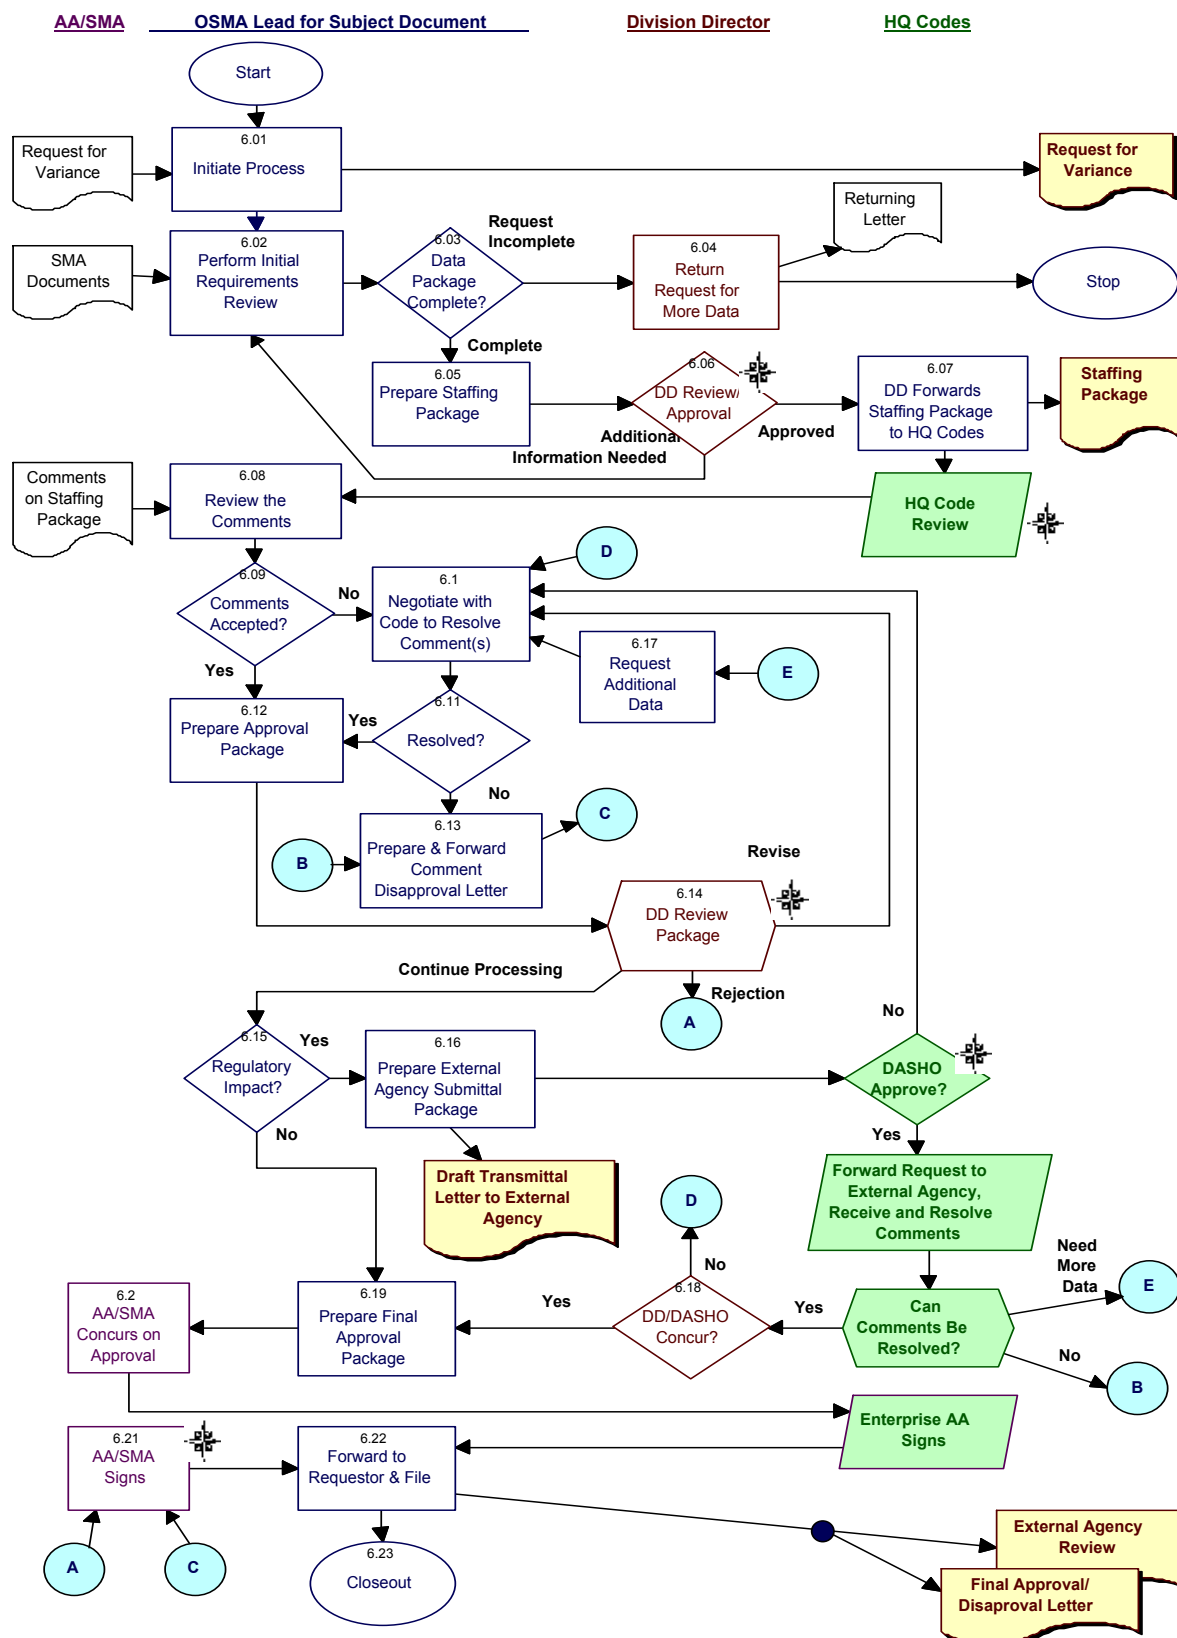 AA/SMA
OSMA Lead for Subject Document
Division Director
HQ Codes
Start
6.01
Initiate Process
Request for
Variance
Request for
Variance
Returning
Letter
SMA
Documents
6.02
Perform Initial
Requirements
Review
6.03
Data
Package
Complete?
Request
Incomplete
6.04
Return
Request for
More Data
Stop
Complete
6.05
Prepare Staffing
Package
6.06
DD Review/
Approval
Additional
Information Needed
Approved
6.07
DD Forwards
Staffing Package
to HQ Codes
Staffing
Package
Comments
on Staffing
Package
6.08
Review the
Comments
HQ Code
Review
6.09
Comments
Accepted?
No
Yes
6.1
Negotiate with
Code to Resolve
Comment(s)
D
6.17
Request
Additional
Data
E
6.12
Prepare Approval
Package
Yes
6.11
Resolved?
No
B
6.13
Prepare & Forward
Comment
Disapproval Letter
C
Revise
6.14
DD Review
Package
Continue Processing
Rejection
A
No
6.15
Regulatory
Impact?
Yes
No
6.16
Prepare External
Agency Submittal
Package
DASHO
Approve?
Yes
Draft Transmittal
Letter to External
Agency
D
No
Forward Request to
External Agency,
Receive and Resolve
Comments
Need
More
Data
E
6.2
AA/SMA
Concurs on
Approval
6.19
Prepare Final
Approval
Package
Yes
6.18
DD/DASHO
Concur?
Yes
Can
Comments Be
Resolved?
No
B
Enterprise AA
Signs
6.21
AA/SMA
Signs
6.22
Forward to
Requestor & File
A
C
6.23
Closeout
External Agency
Review
Final Approval/
Disaproval Letter